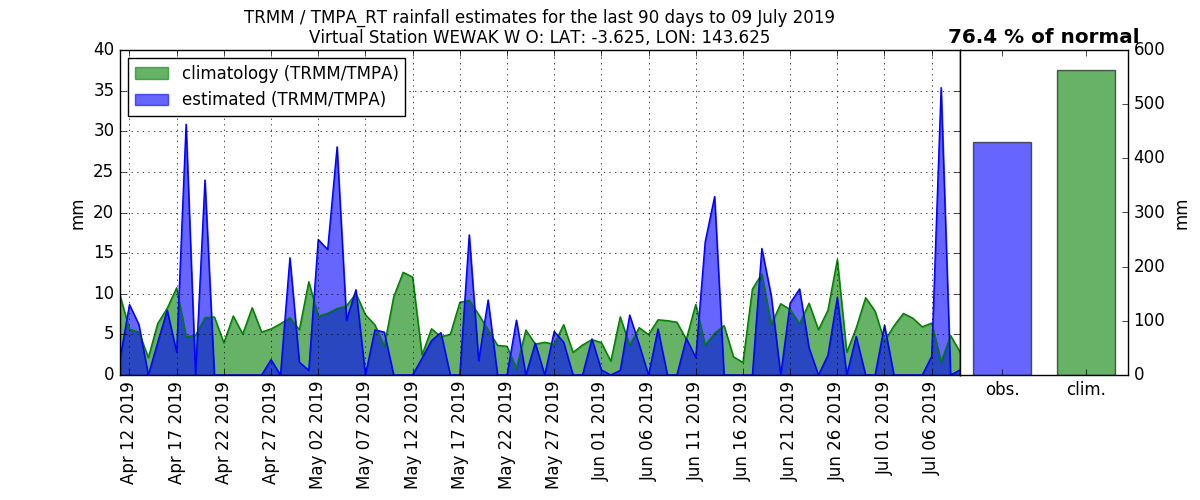 TRMM / TMPA_RT rainfall estimates for the last 90 days to 09 July 2019
Virtual Station WEWAK W O: LAT: -3.625, LON: 143.625
76.4 % of normal
climatology (TRMM/TMPA)
estimated (TRMM/TMPA)
40
35
30
25
20
15
10
5
0
mm
Apr 12 2019
Apr 17 2019
Apr 22 2019
Apr 27 2019
May 02 2019
May 07 2019
May 12 2019
May 17 2019
May 22 2019
May 27 2019
Jun 01 2019
Jun 06 2019
Jun 11 2019
Jun 16 2019
Jun 21 2019
Jun 26 2019
Jul 01 2019
Jul 06 2019
600
500
400
300
200
100
0
mm
obs.
clim.